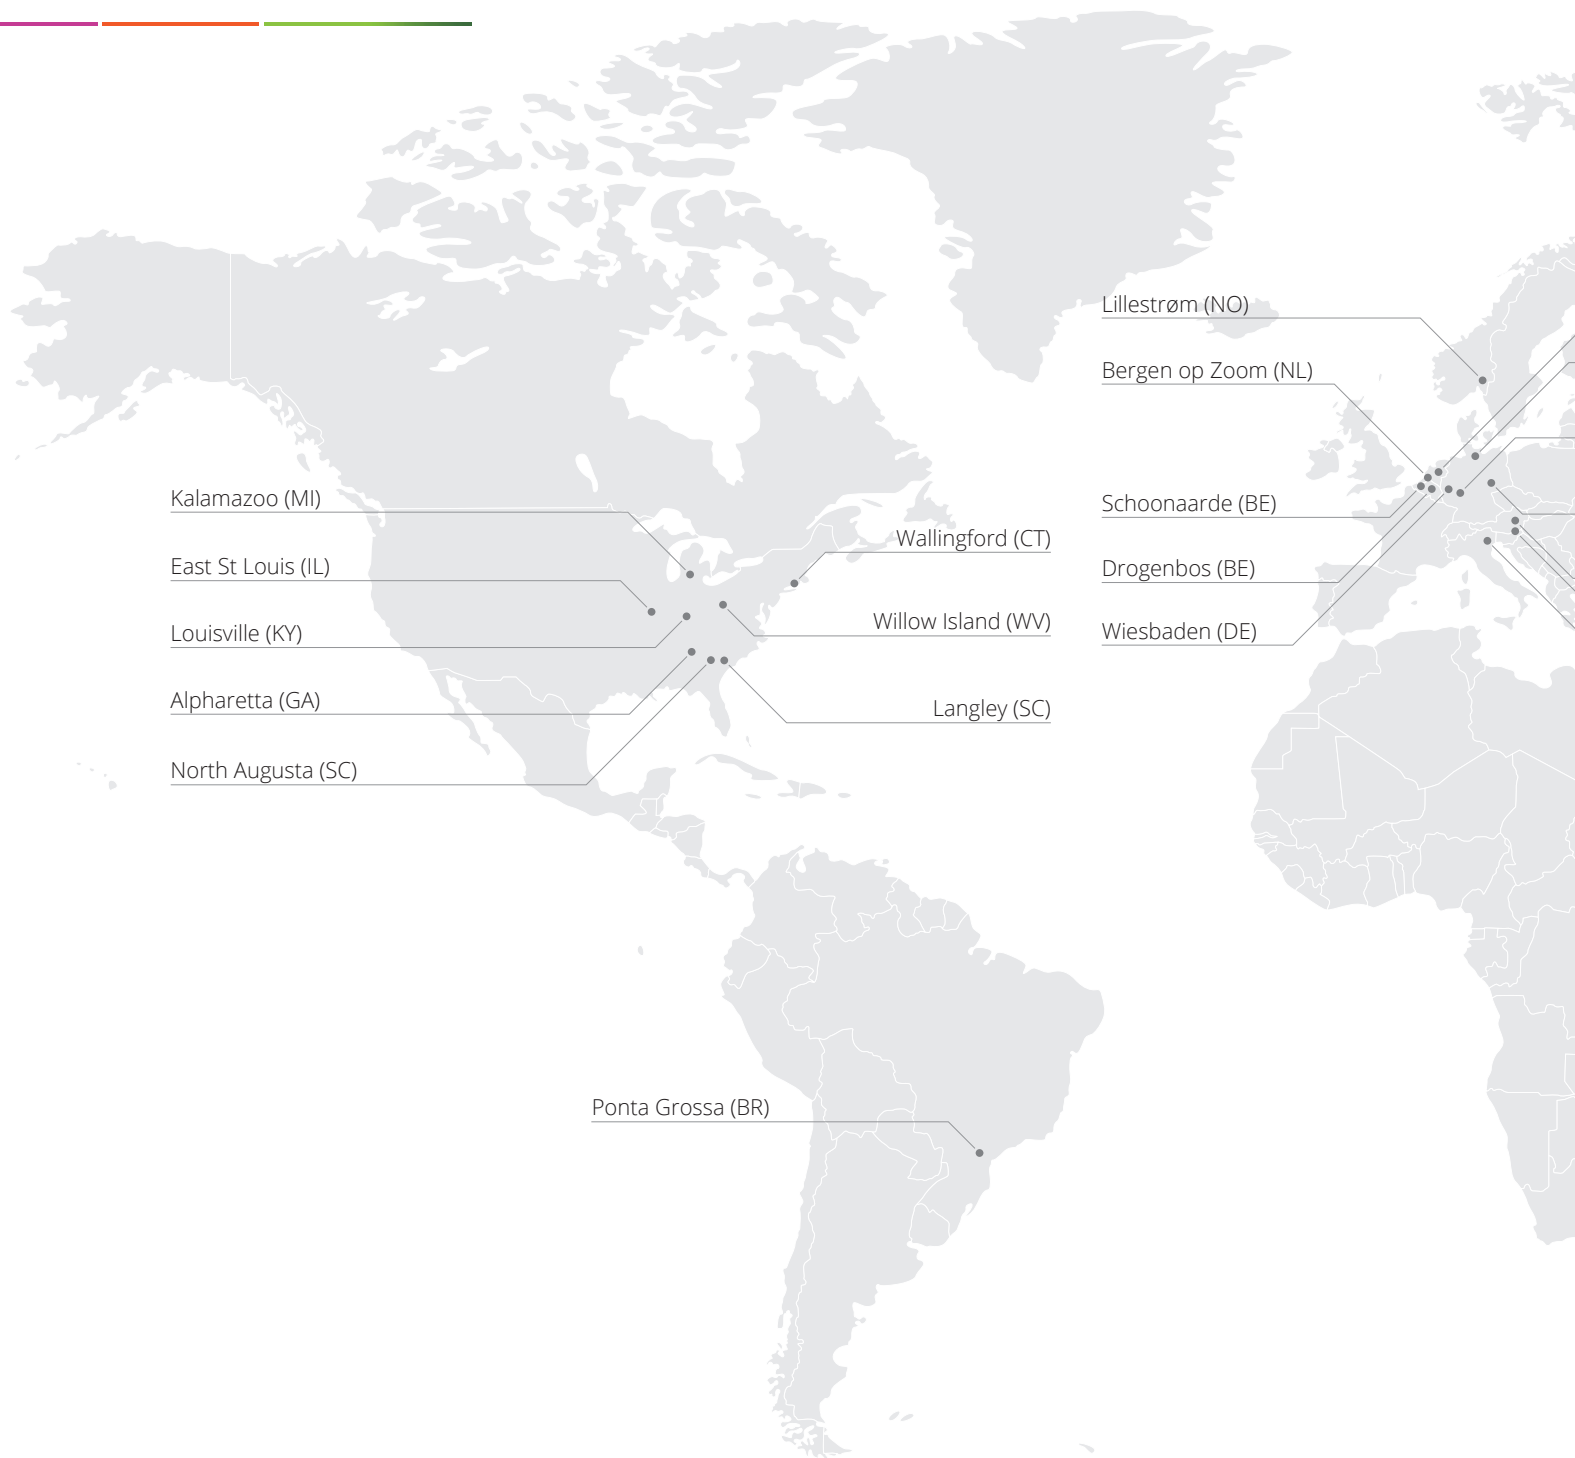 Lillestrøm (NO)
Bergen op Zoom (NL)
Kalamazoo (MI)
Schoonaarde (BE)
Wallingford (CT)
East St Louis (IL)
Drogenbos (BE)
Willow Island (WV)
Louisville (KY)
Wiesbaden (DE)
Alpharetta (GA)
Langley (SC)
North Augusta (SC)
Ponta Grossa (BR)